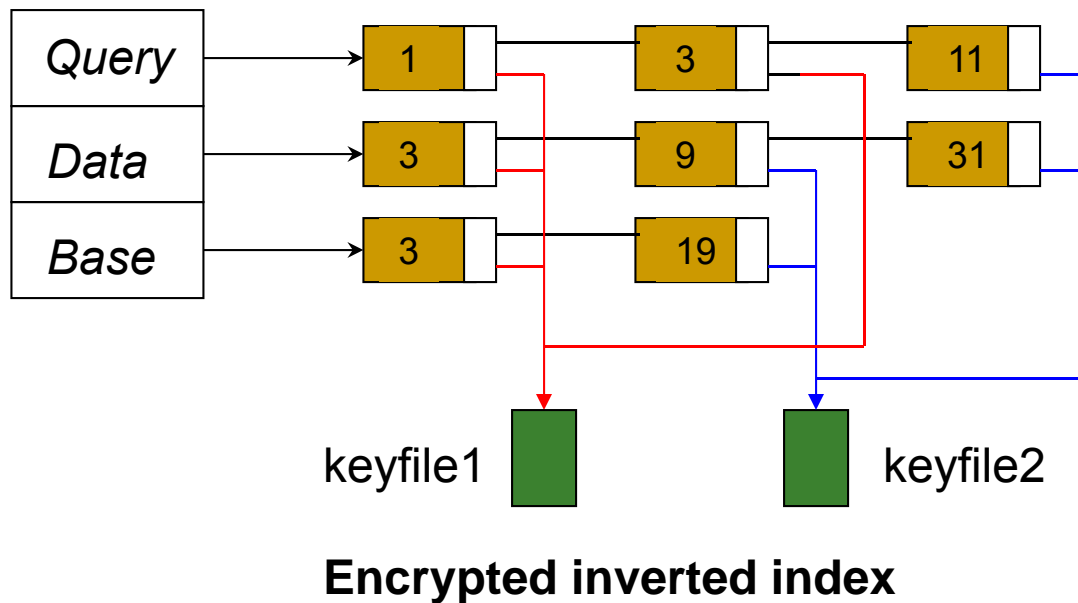 Query 1 3 11
Data 3 9 31
Base 3 19
keyfile1 keyfile2
Encrypted inverted index